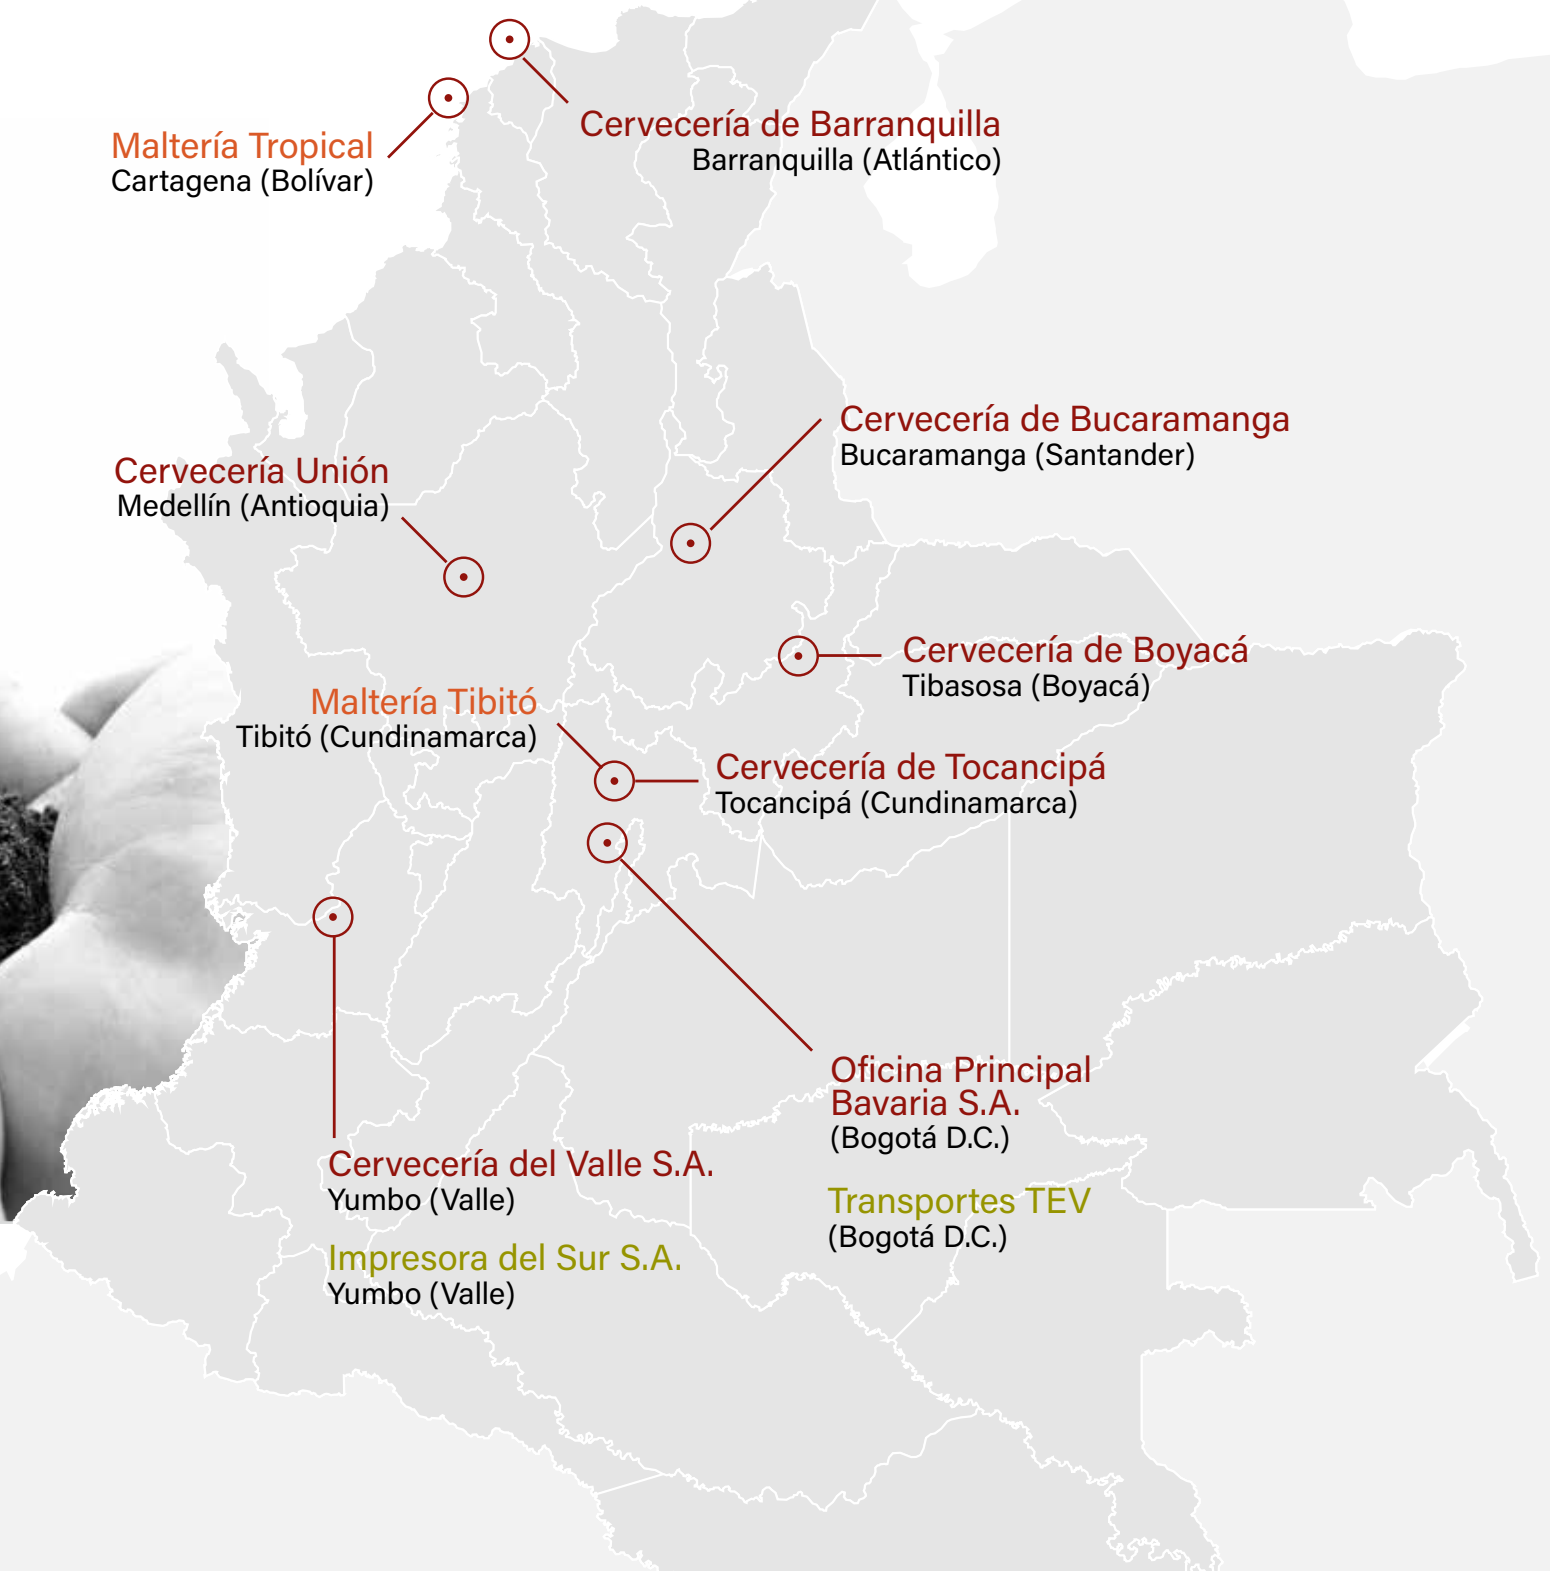 Cervecería de Barranquilla
Barranquilla (Atlántico)
Maltería Tropical
Cartagena (Bolívar)
Cervecería de Bucaramanga
Bucaramanga (Santander)
Cervecería Unión
Medellín (Antioquia)
Cervecería de Boyacá
Tibasosa (Boyacá)
Maltería Tibitó
Tibitó (Cundinamarca)
Cervecería de Tocancipá
Tocancipá (Cundinamarca)
Oficina Principal
Bavaria S.A.
(Bogotá D.C.)
Transportes TEV
(Bogotá D.C.)
Cervecería del Valle S.A.
Yumbo (Valle)
Impresora del Sur S.A.
Yumbo (Valle)